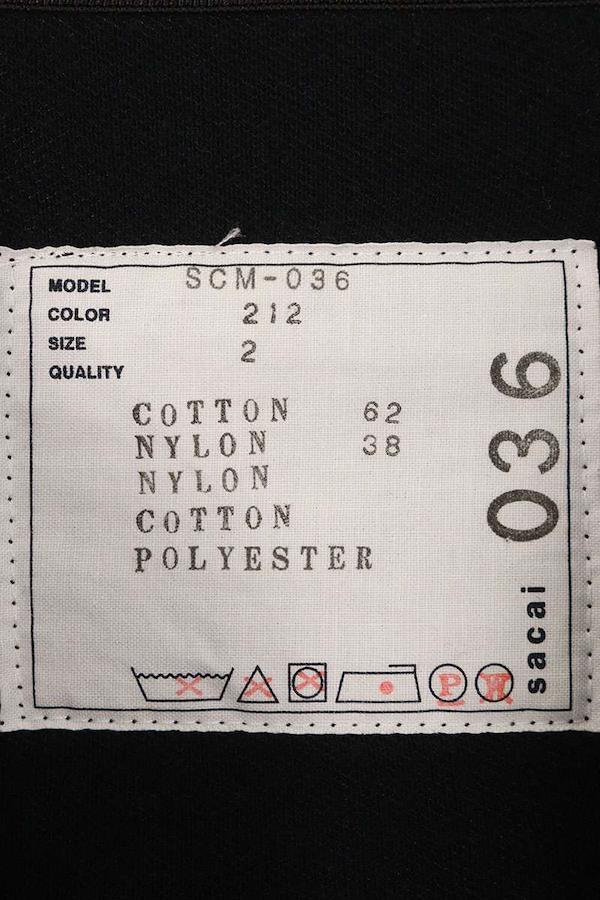 MODEL SCM-036
COLOR 212
SIZE 2
QUALITY
COTTON 62
NYLON 38
NYLON
COTTON
POLYESTER
P W
sacai 036